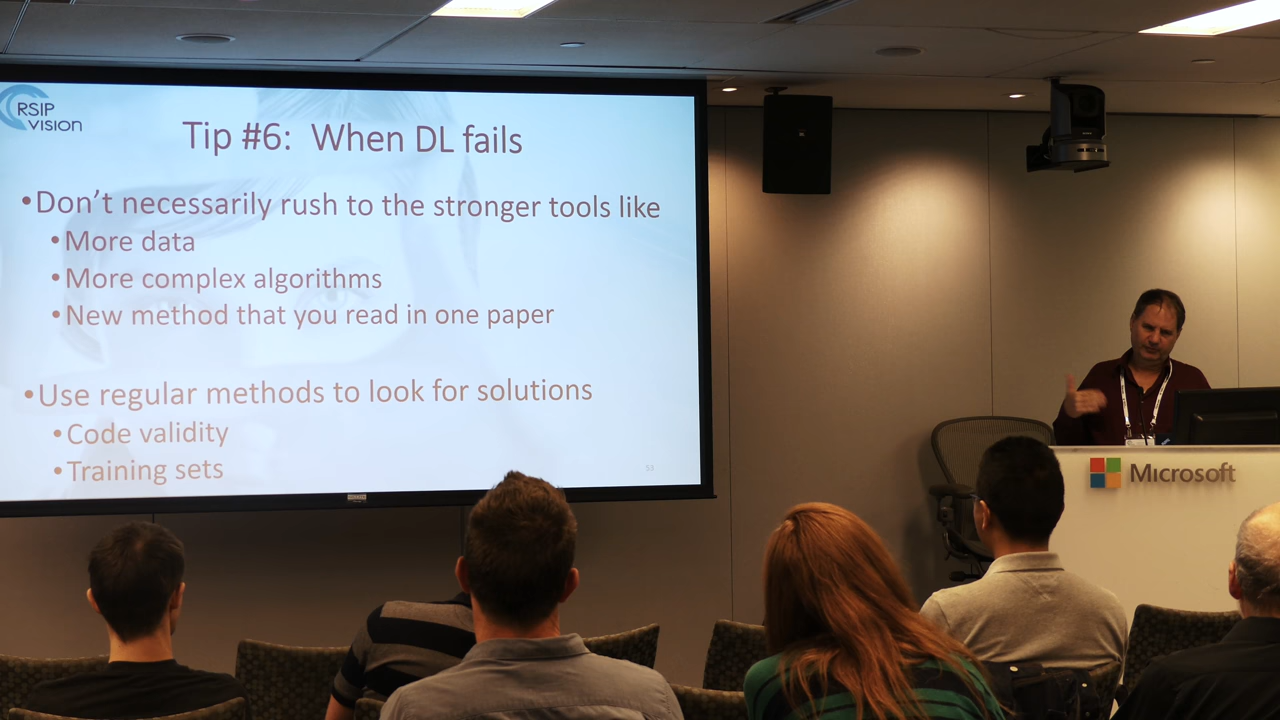 RSIP
vision
Tip #6: When DL fails
•Don't necessarily rush to the stronger tools like
•More data
•More complex algorithms
•New method that you read in one paper
•Use regular methods to look for solutions
•Code validity
•Training sets
53
Microsoft